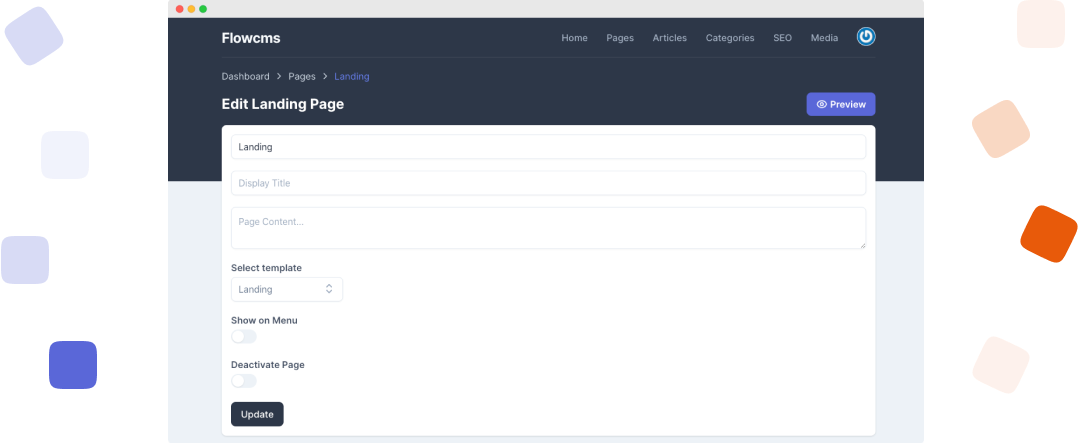 Flowcms
Home Pages Articles Categories SEO Media
Dashboard > Pages > Landing
Edit Landing Page
Preview
Landing
Display Title
Page Content...
Select template
Landing
Show on Menu
Deactivate Page
Update